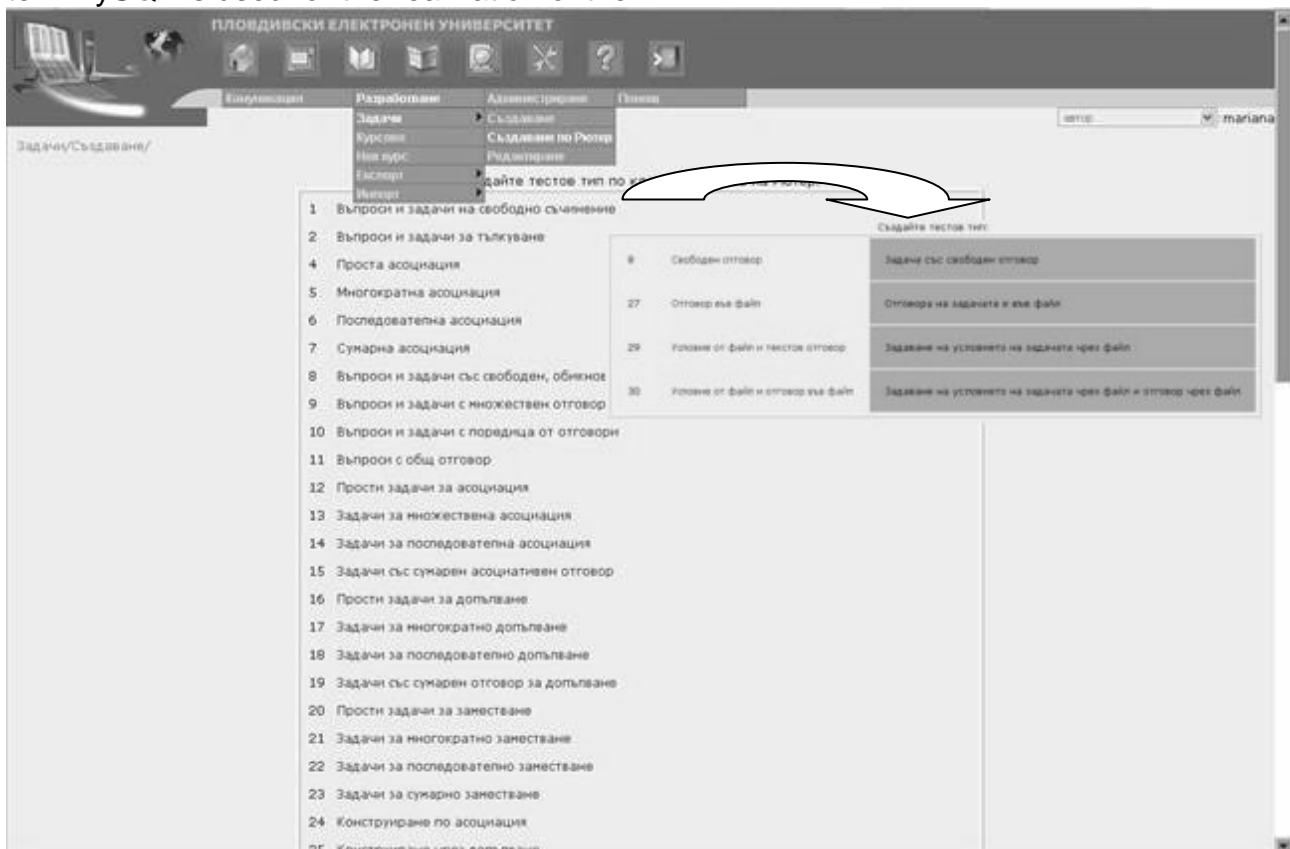 ПЛОВДИВСКИ ЕЛЕКТРОНЕН УНИВЕРСИТЕТ
Комуникация Разработване Администриране Помощ
Задачи Създаване
автор mariana
Курсове Създаване по Рютер
Задачи/Създаване/
Нов курс Редактиране
Експорт
дайте тестов тип по
Импорт
1 Въпроси и задачи на свободно съчинение
Създайте тестов тип:
2 Въпроси и задачи за тълкуване
8 Свободен отговор Задача със свободен отговор
4 Проста асоциация
5 Многократна асоциация
27 Отговор във файл Отговора на задачата е във файл
6 Последователна асоциация
7 Сумарна асоциация
29 Условие от файл и текстов отговор Задаване на условието на задачата чрез файл
8 Въпроси и задачи със свободен, обикнов
30 Условие от файл и отговор във файл Задаване на условието на задачата чрез файл и отговор чрез файл
9 Въпроси и задачи с множествен отговор
10 Въпроси и задачи с поредица от отговори
11 Въпроси с общ отговор
12 Прости задачи за асоциация
13 Задачи за множествена асоциация
14 Задачи за последователна асоциация
15 Задачи със сумарен асоциативен отговор
16 Прости задачи за допълване
17 Задачи за многократно допълване
18 Задачи за последователно допълване
19 Задачи със сумарен отговор за допълване
20 Прости задачи за заместване
21 Задачи за многократно заместване
22 Задачи за последователно заместване
23 Задачи за сумарно заместване
24 Конструиране по асоциация